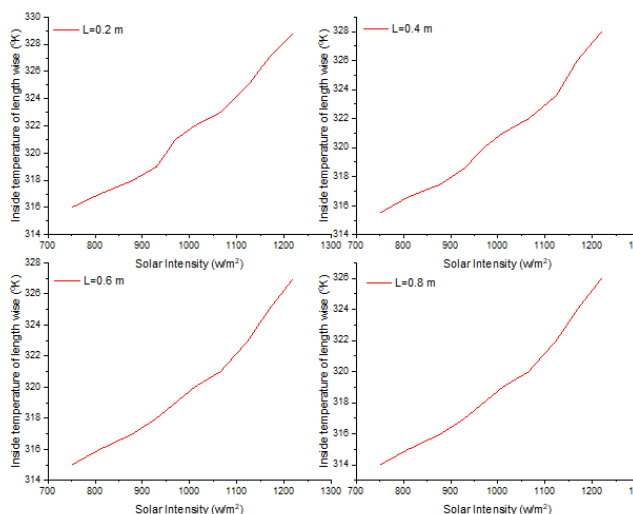 L=0.2 m
Inside temperature of length wise (⁰K)
330
328
326
324
322
320
318
316
314
700 800 900 1000 1100 1200 1300
Solar Intensity (w/m²)
L=0.4 m
Inside temperature of length wise (⁰K)
328
326
324
322
320
318
316
314
700 800 900 1000 1100 1200
Solar Intensity (w/m²)
L=0.6 m
Inside temperature of length wise (⁰K)
328
326
324
322
320
318
316
314
700 800 900 1000 1100 1200 1300
Solar Intensity (w/m²)
L=0.8 m
Inside temperature of length wise (⁰K)
326
324
322
320
318
316
314
700 800 900 1000 1100 1200
Solar Intensity (w/m²)